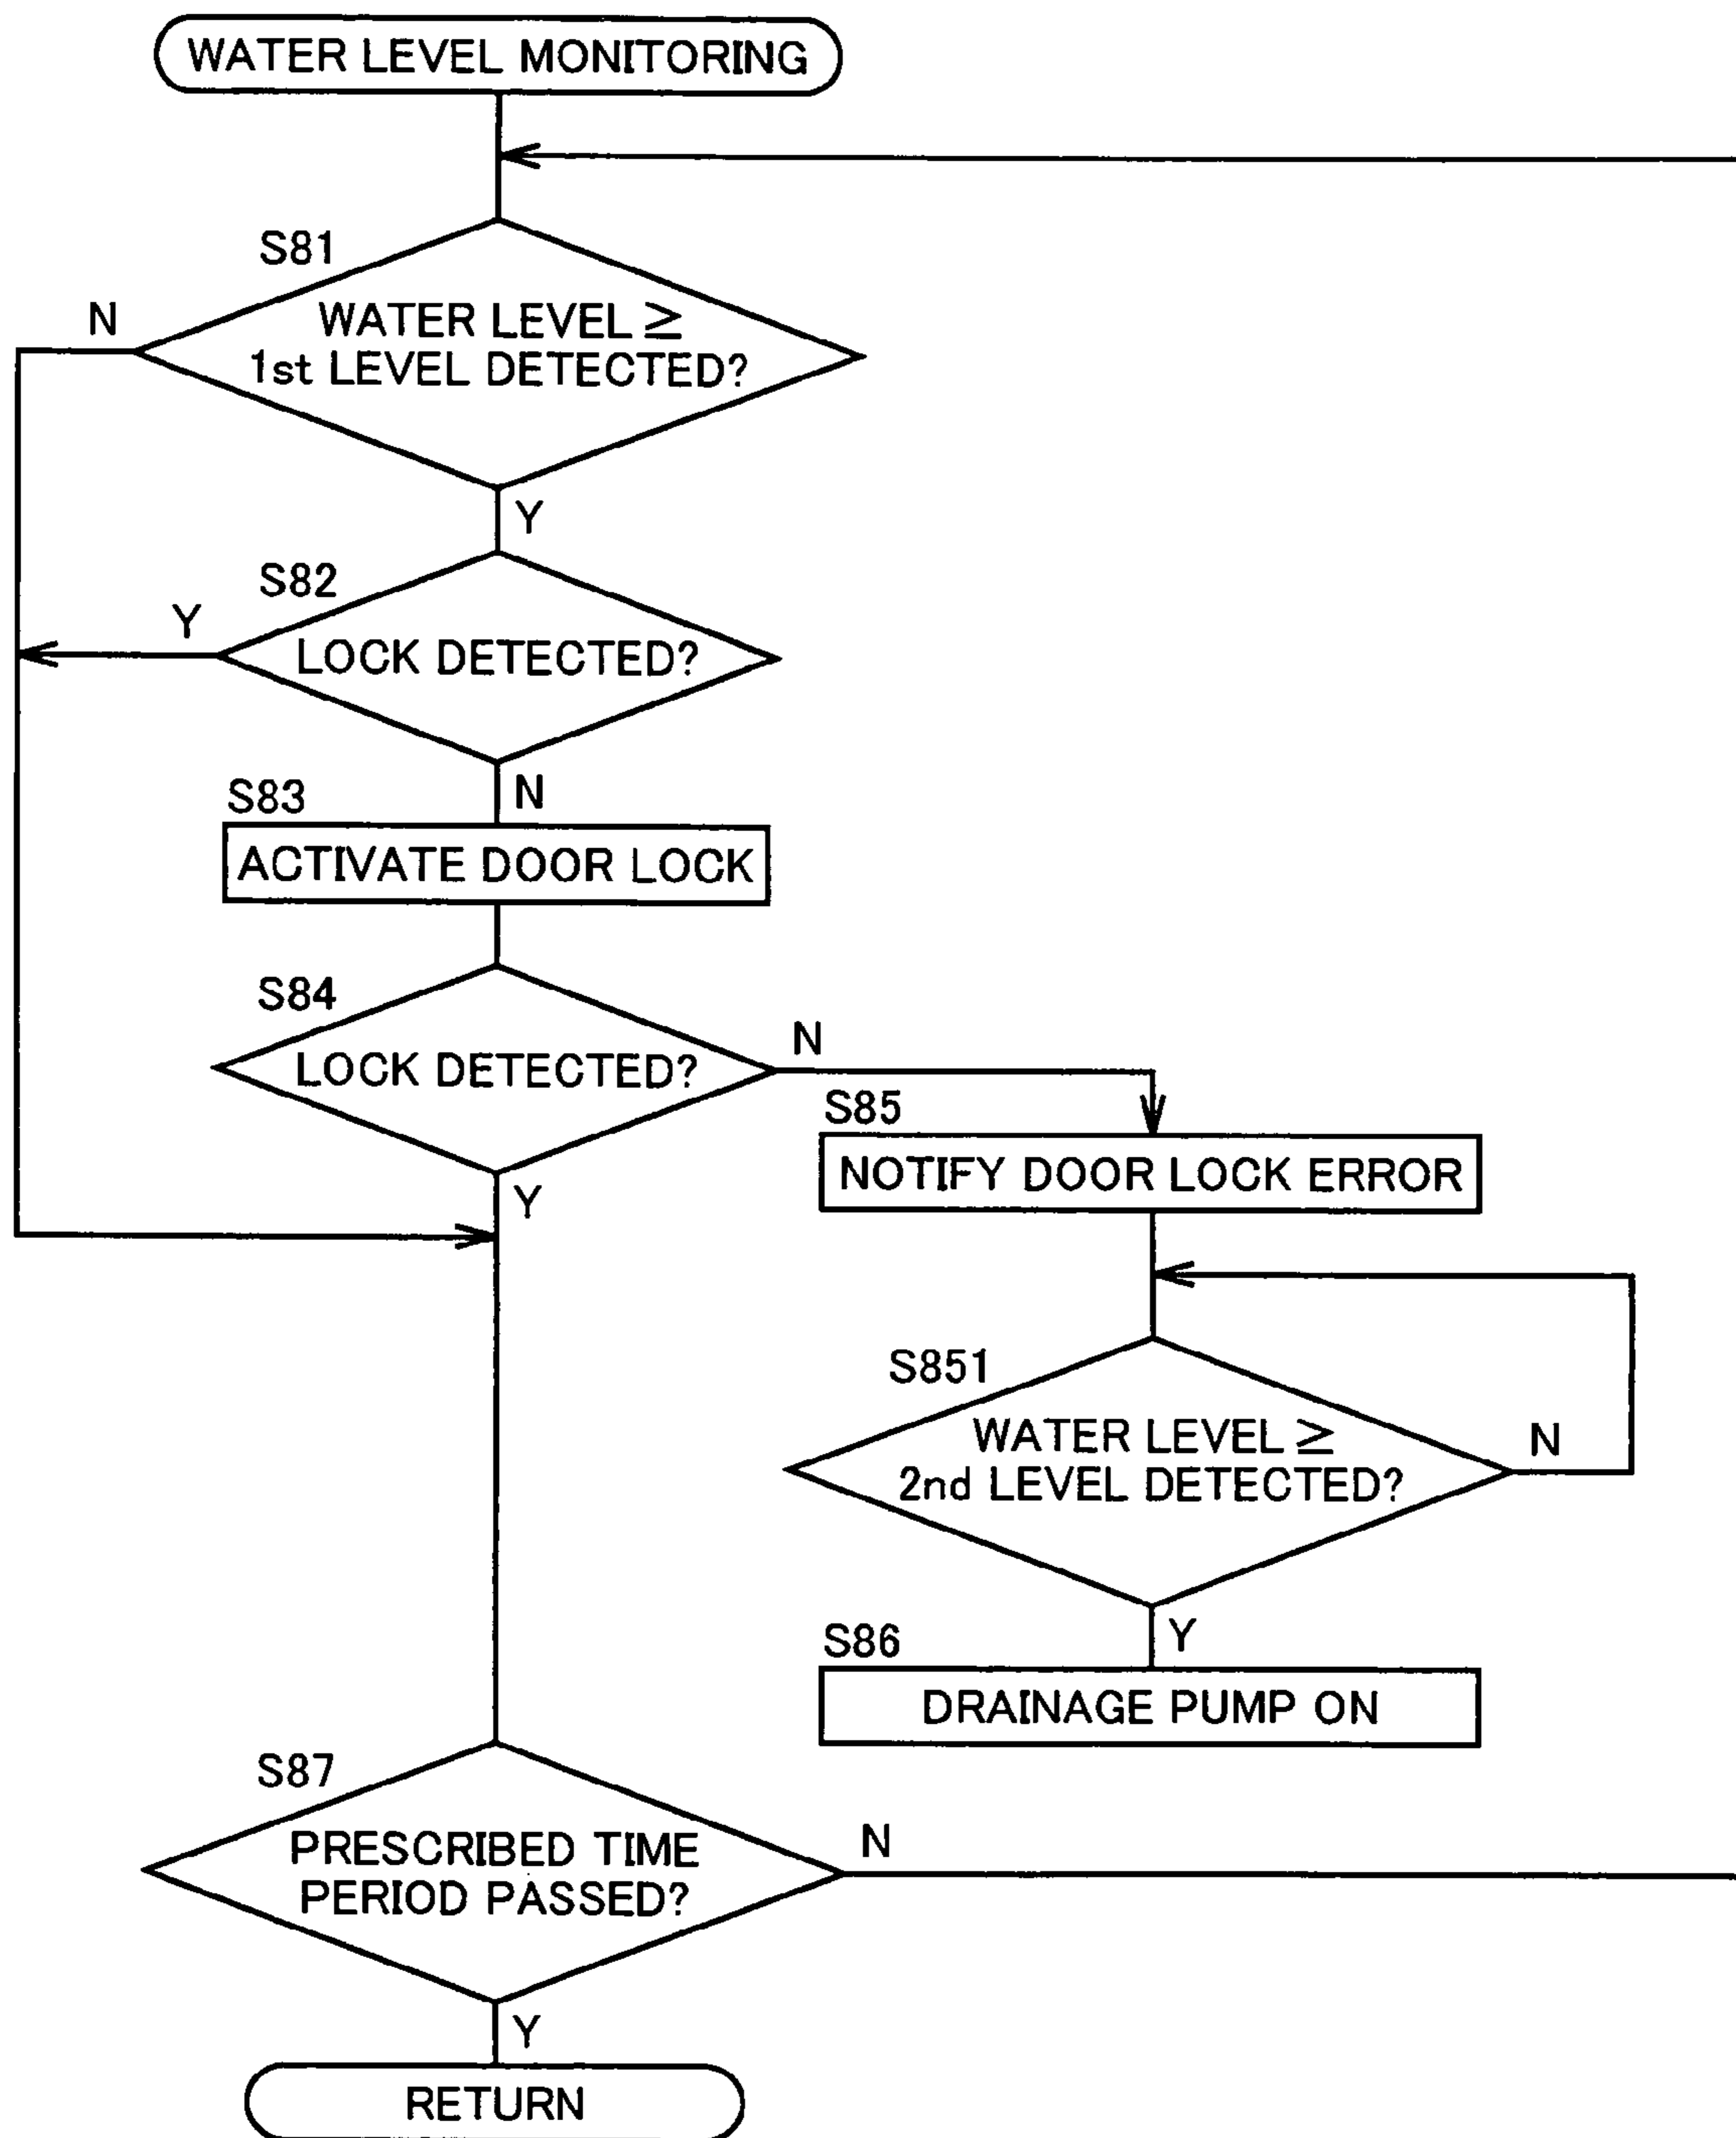 WATER LEVEL MONITORING
S81
N
WATER LEVEL ≥
1st LEVEL DETECTED?
Y
S82
Y
LOCK DETECTED?
N
S83
ACTIVATE DOOR LOCK
S84
LOCK DETECTED?
N
Y
S85
NOTIFY DOOR LOCK ERROR
S851
WATER LEVEL ≥
2nd LEVEL DETECTED?
N
Y
S86
DRAINAGE PUMP ON
S87
PRESCRIBED TIME
PERIOD PASSED?
N
Y
RETURN